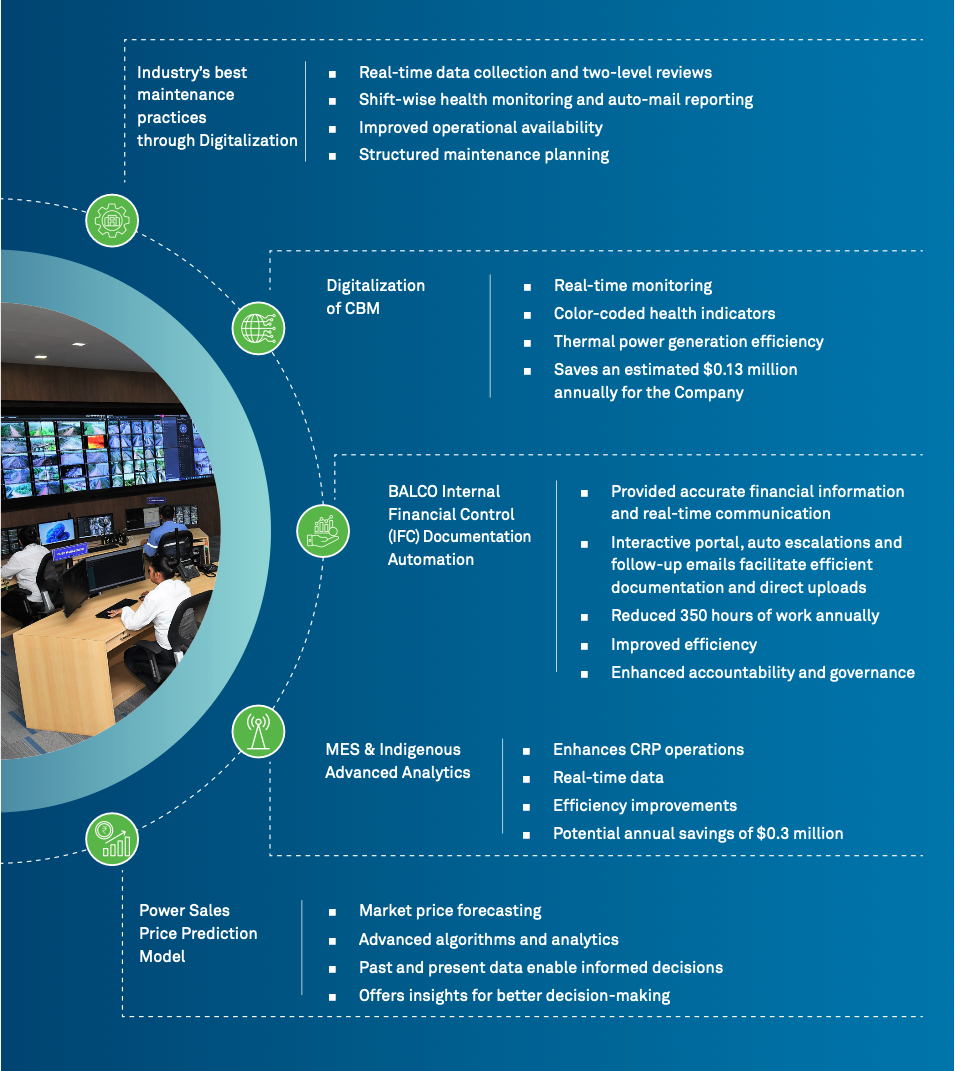 Industry's best
maintenance
practices
through Digitalization
■ Real-time data collection and two-level reviews
■ Shift-wise health monitoring and auto-mail reporting
■ Improved operational availability
■ Structured maintenance planning
Digitalization
of CBM
■ Real-time monitoring
■ Color-coded health indicators
■ Thermal power generation efficiency
■ Saves an estimated $0.13 million
annually for the Company
BALCO Internal
Financial Control
(IFC) Documentation
Automation
■ Provided accurate financial information
and real-time communication
■ Interactive portal, auto escalations and
follow-up emails facilitate efficient
documentation and direct uploads
■ Reduced 350 hours of work annually
■ Improved efficiency
■ Enhanced accountability and governance
MES & Indigenous
Advanced Analytics
■ Enhances CRP operations
■ Real-time data
■ Efficiency improvements
■ Potential annual savings of $0.3 million
₹
Power Sales
Price Prediction
Model
■ Market price forecasting
■ Advanced algorithms and analytics
■ Past and present data enable informed decisions
■ Offers insights for better decision-making